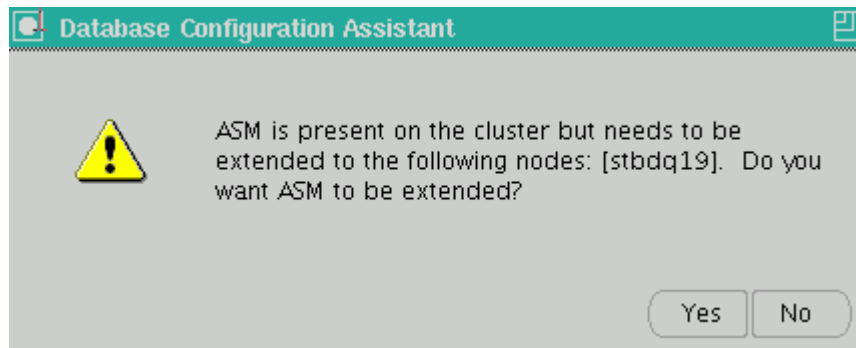 Database Configuration Assistant
ASM is present on the cluster but needs to be
extended to the following nodes: [stbdq19]. Do you
want ASM to be extended?
Yes No